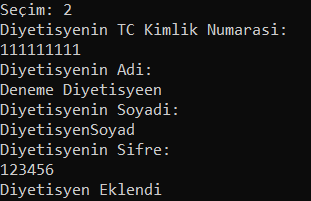 Seçim: 2
Diyetisyenin TC Kimlik Numarasi:
111111111
Diyetisyenin Adi:
Deneme Diyetisyeen
Diyetisyenin Soyadi:
DiyetisyenSoyad
Diyetisyenin Sifre:
123456
Diyetisyen Eklendi